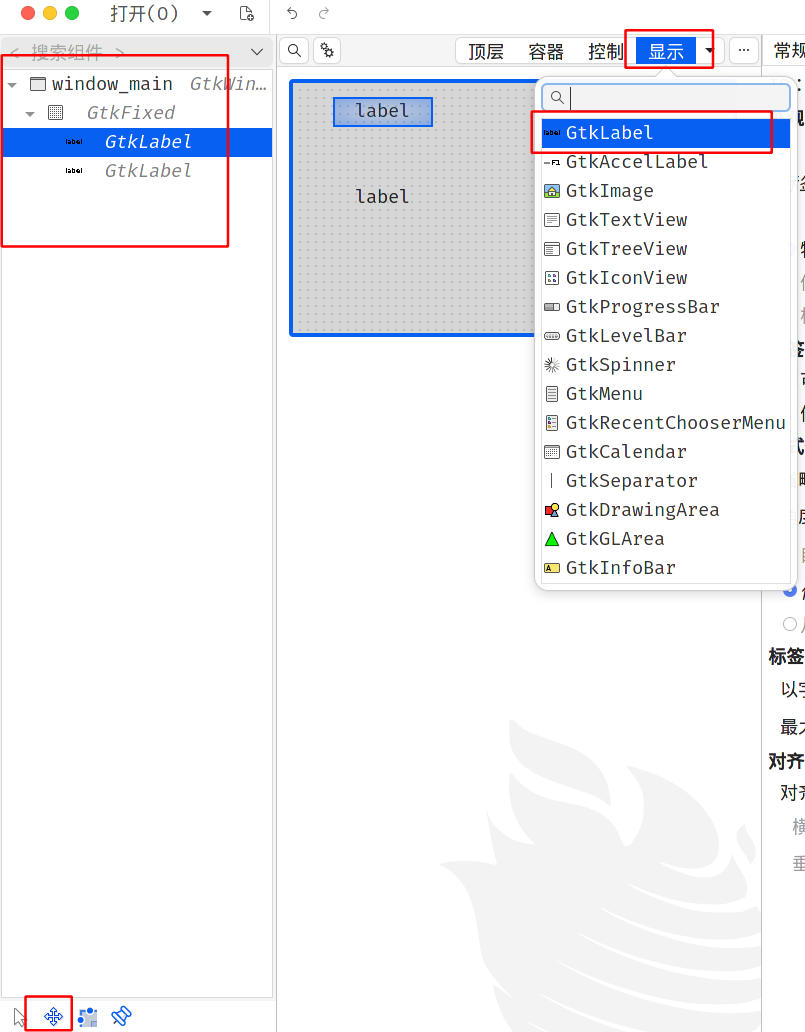 打开(O)
< 搜索组件 >
顶层 容器 控制 显示 ... 常规
window_main GtkWin…
GtkFixed
label GtkLabel
label GtkLabel
label
label
label GtkLabel
GtkAccelLabel
GtkImage
GtkTextView
GtkTreeView
GtkIconView
GtkProgressBar
GtkLevelBar
GtkSpinner
GtkMenu
GtkRecentChooserMenu
GtkCalendar
GtkSeparator
GtkDrawingArea
GtkGLArea
GtkInfoBar
标签
以字
最大
对齐
对齐
横
垂